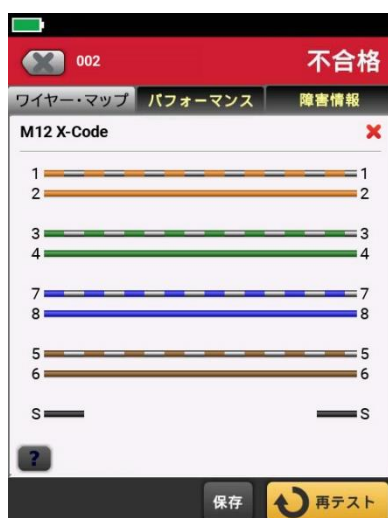 002 不合格
ワイヤー・マップ パフォーマンス 障害情報
M12 X-Code
1 1
2 2
3 3
4 4
7 7
8 8
5 5
6 6
S S
?
保存 再テスト